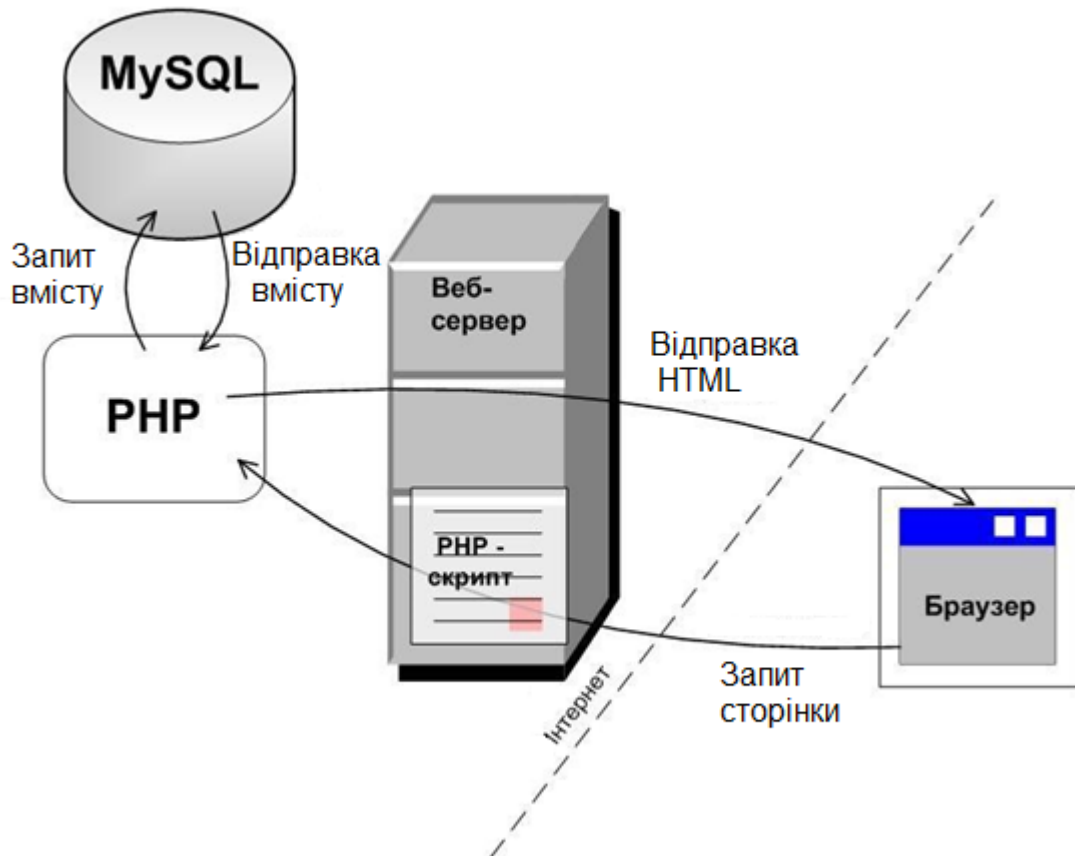 MySQL
Запит
вмісту
Відправка
вмісту
Веб-
сервер
Відправка
HTML
PHP
PHP -
скрипт
Браузер
Запит
сторінки
Інтернет